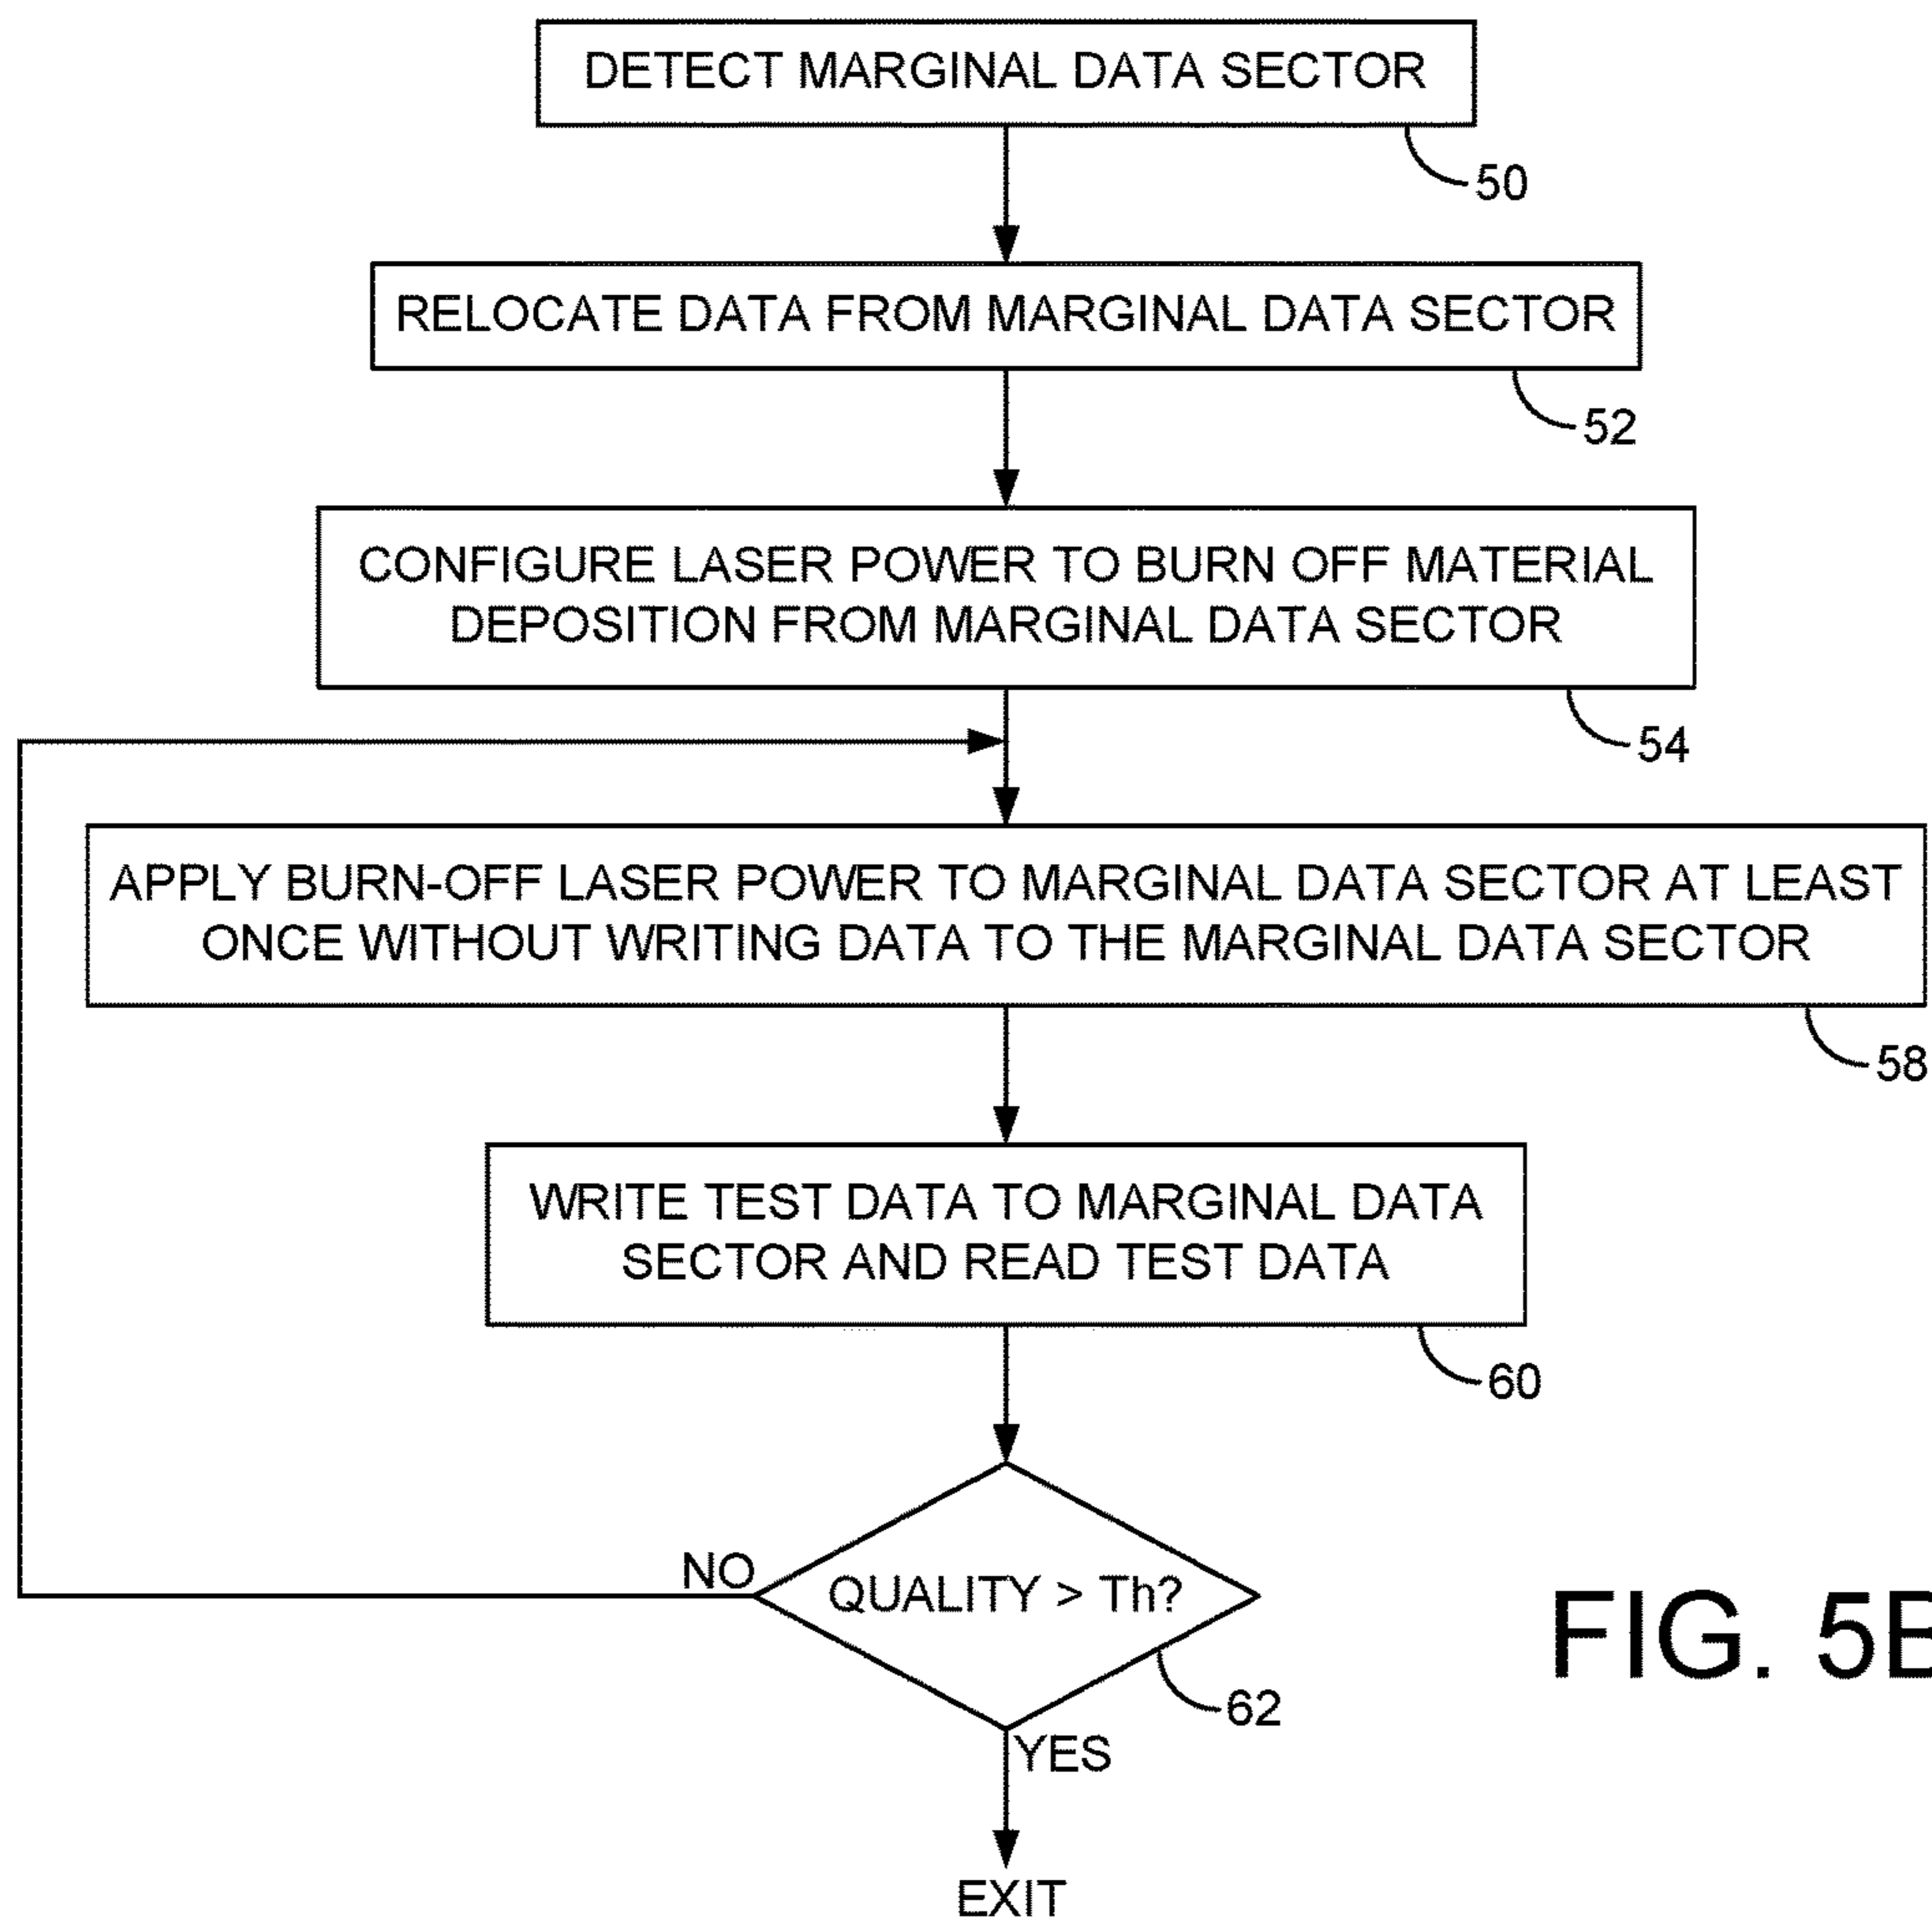 DETECT MARGINAL DATA SECTOR
50
RELOCATE DATA FROM MARGINAL DATA SECTOR
52
CONFIGURE LASER POWER TO BURN OFF MATERIAL
DEPOSITION FROM MARGINAL DATA SECTOR
54
APPLY BURN-OFF LASER POWER TO MARGINAL DATA SECTOR AT LEAST
ONCE WITHOUT WRITING DATA TO THE MARGINAL DATA SECTOR
58
WRITE TEST DATA TO MARGINAL DATA
SECTOR AND READ TEST DATA
60
NO
QUALITY > Th?
62
YES
EXIT
FIG. 5B